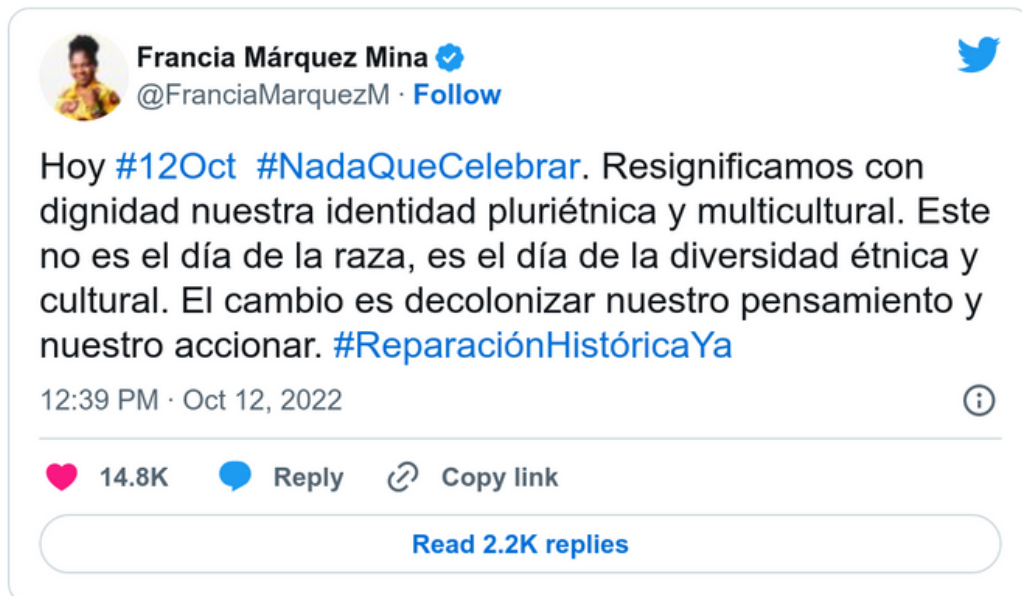 Francia Márquez Mina
@FranciaMarquezM · Follow
Hoy #12Oct #NadaQueCelebrar. Resignificamos con
dignidad nuestra identidad pluriétnica y multicultural. Este
no es el día de la raza, es el día de la diversidad étnica y
cultural. El cambio es decolonizar nuestro pensamiento y
nuestro accionar. #ReparaciónHistóricaYa
12:39 PM · Oct 12, 2022
14.8K Reply Copy link
Read 2.2K replies